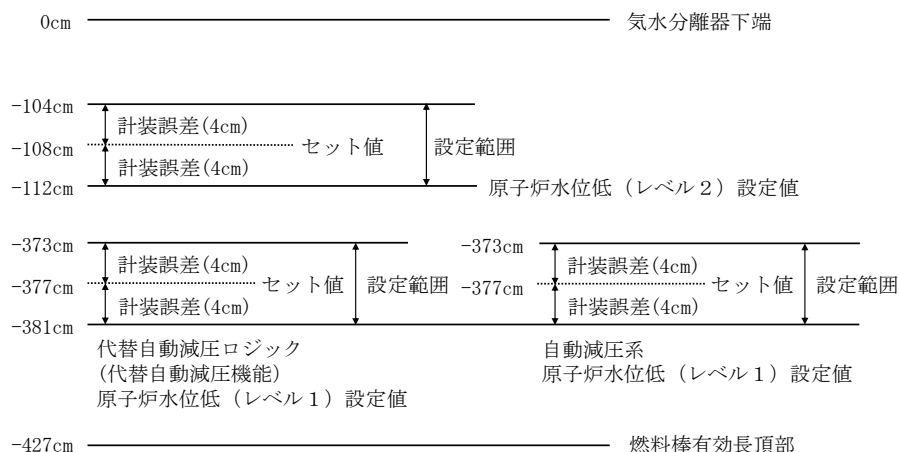 0cm 気水分離器下端
-104cm
計装誤差(4cm)
-108cm セット値 設定範囲
計装誤差(4cm)
-112cm 原子炉水位低（レベル２）設定値
-373cm -373cm
計装誤差(4cm) 計装誤差(4cm)
-377cm セット値 設定範囲 -377cm セット値 設定範囲
計装誤差(4cm) 計装誤差(4cm)
-381cm
代替自動減圧ロジック 自動減圧系
(代替自動減圧機能) 原子炉水位低（レベル１）設定値
原子炉水位低（レベル１）設定値
-427cm 燃料棒有効長頂部